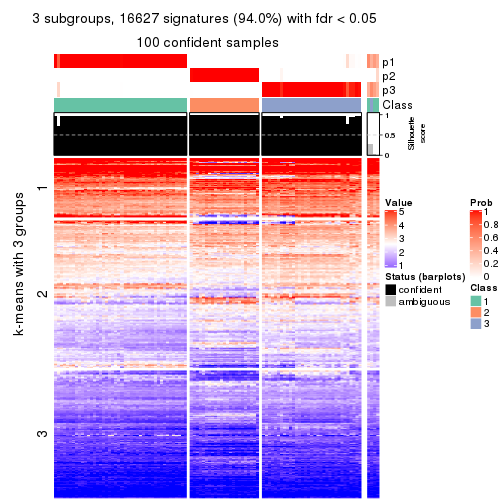 3 subgroups, 16627 signatures (94.0%) with fdr < 0.05
100 confident samples
p1
p2
p3
Class
1
0.5
0
Silhouette
score
k-means with 3 groups
1
2
3
Value
5
4
3
2
1
Status (barplots)
confident
ambiguous
Prob
1
0.8
0.6
0.4
0.2
0
Class
1
2
3